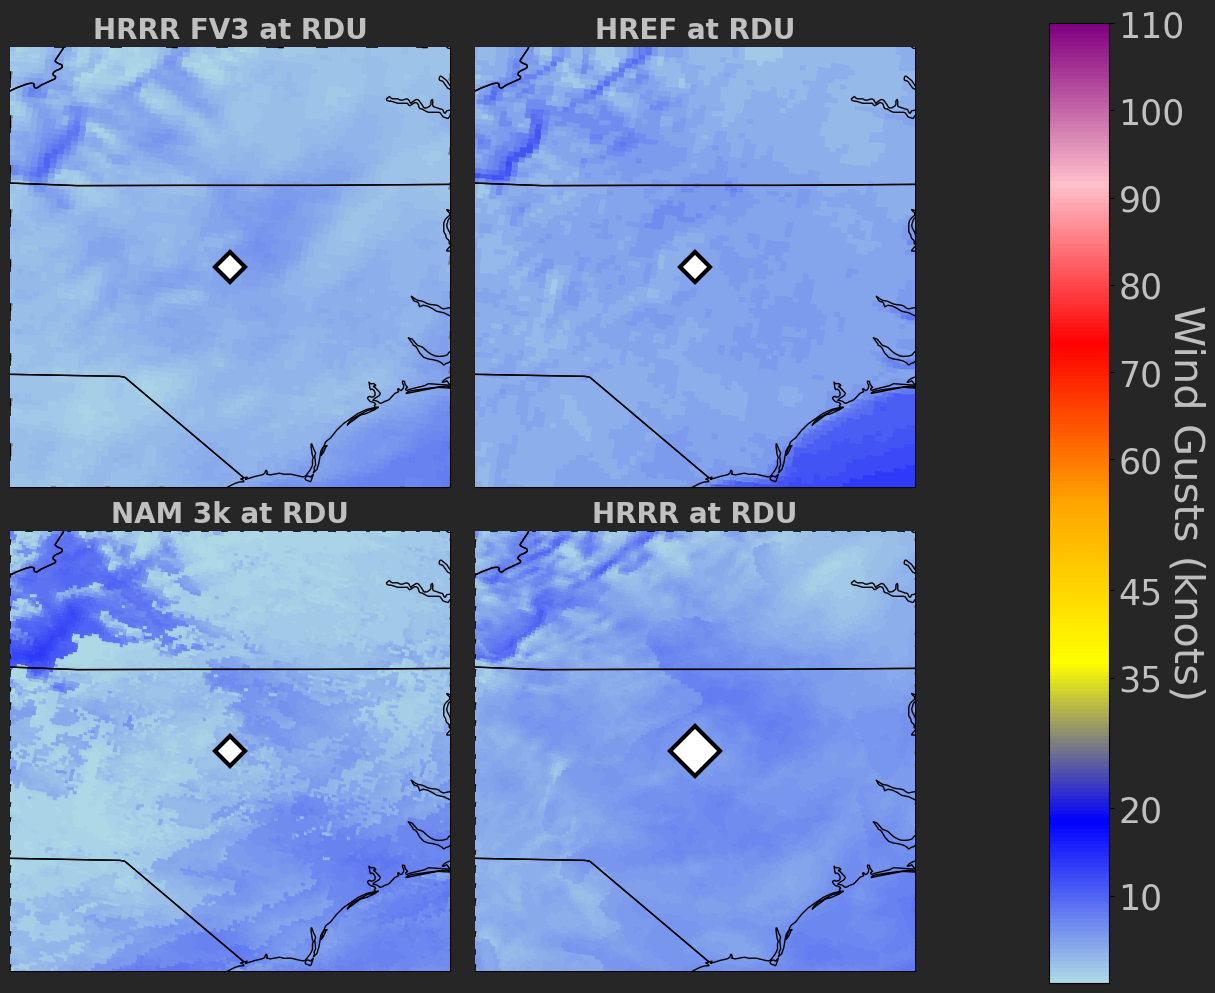 HRRR FV3 at RDU
HREF at RDU
NAM 3k at RDU
HRRR at RDU
110
100
90
80
70
60
45
35
20
10
Wind Gusts (knots)